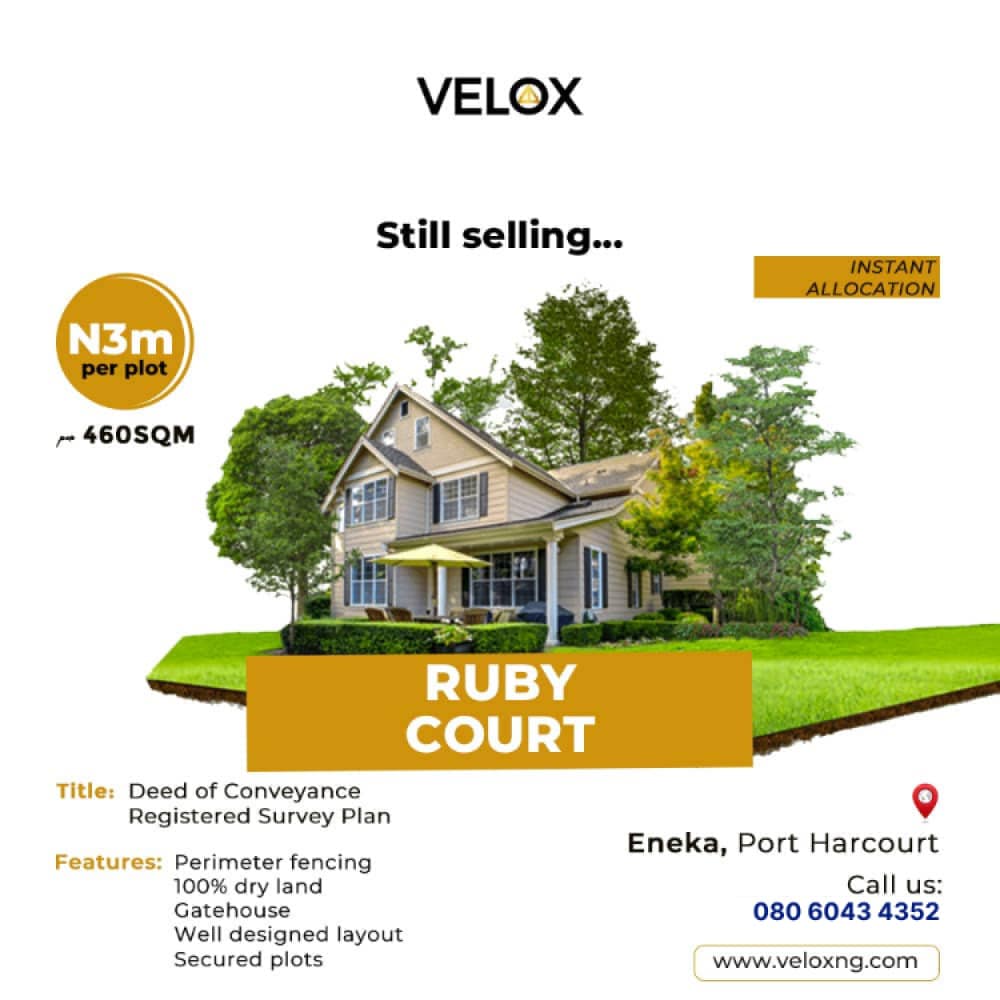 VELOX
Still selling...
INSTANT
ALLOCATION
N3m
per plot
460SQM
RUBY
COURT
Title: Deed of Conveyance
Registered Survey Plan
Features: Perimeter fencing
100% dry land
Gatehouse
Well designed layout
Secured plots
Eneka, Port Harcourt
Call us:
080 6043 4352
www.veloxng.com